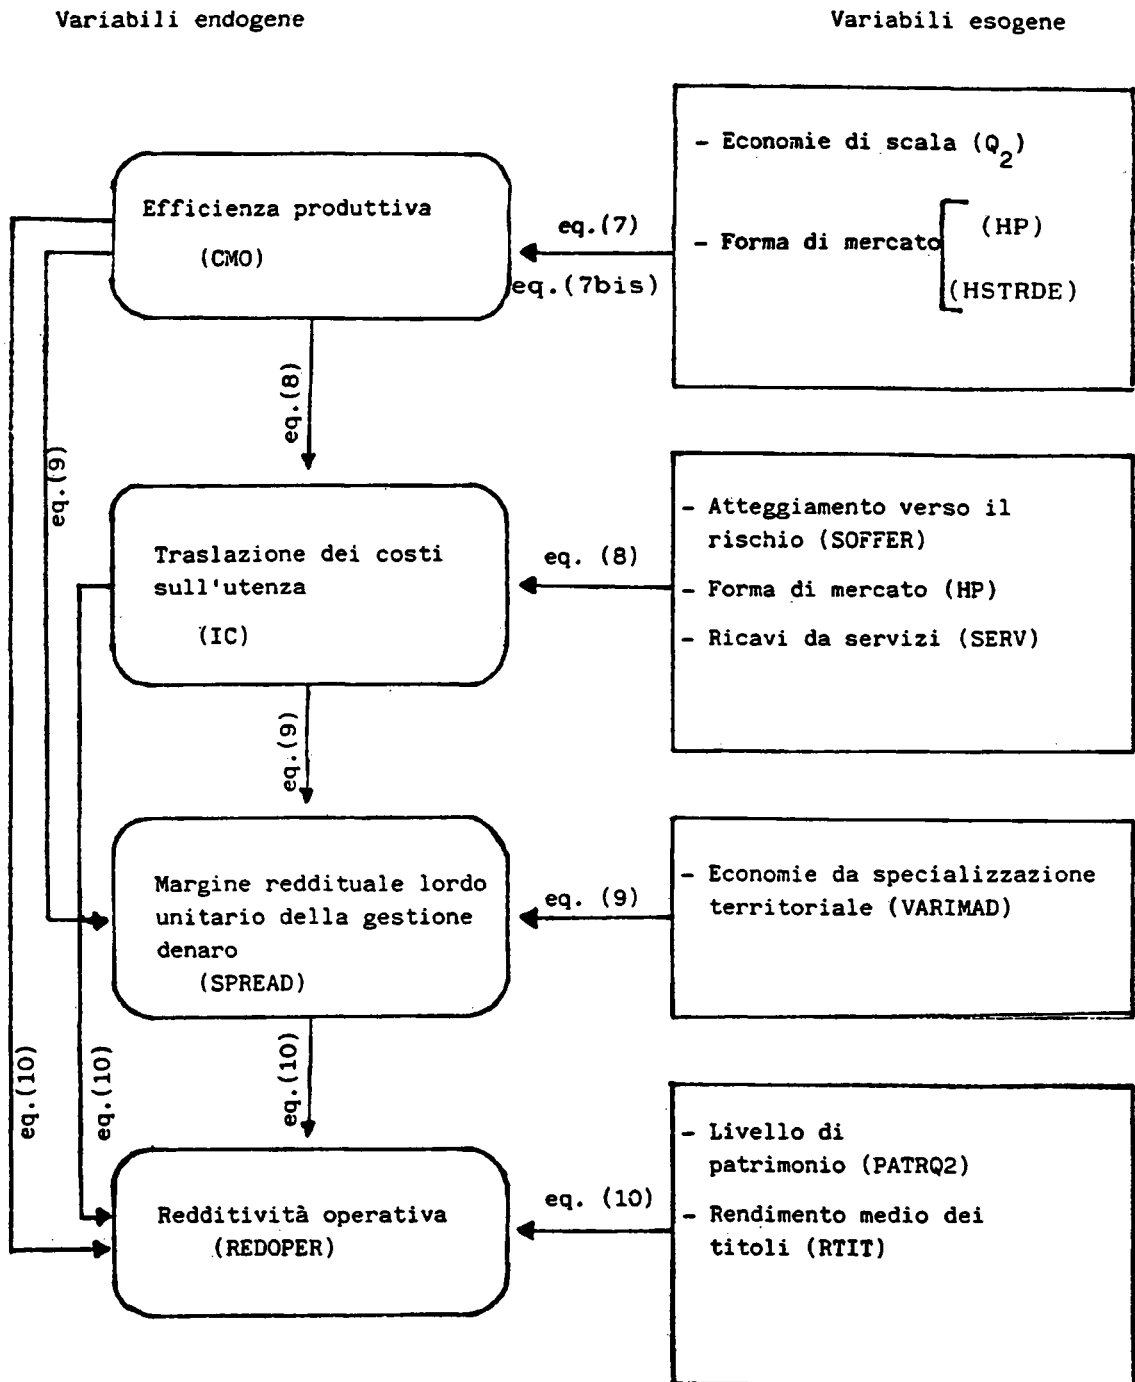 Variabili endogene
Variabili esogene
Efficienza produttiva
(CMO)
eq.(7)
eq.(7bis)
- Economie di scala (Q2)
- Forma di mercato
(HP)
(HSTRDE)
eq.(8)
eq.(9)
Traslazione dei costi
sull'utenza
(IC)
eq. (8)
- Atteggiamento verso il
rischio (SOFFER)
- Forma di mercato (HP)
- Ricavi da servizi (SERV)
eq.(9)
Margine reddituale lordo
unitario della gestione
denaro
(SPREAD)
eq. (9)
- Economie da specializzazione
territoriale (VARIMAD)
eq.(10)
eq.(10)
eq.(10)
Redditività operativa
(REDOPER)
eq. (10)
- Livello di
patrimonio (PATRQ2)
- Rendimento medio dei
titoli (RTIT)